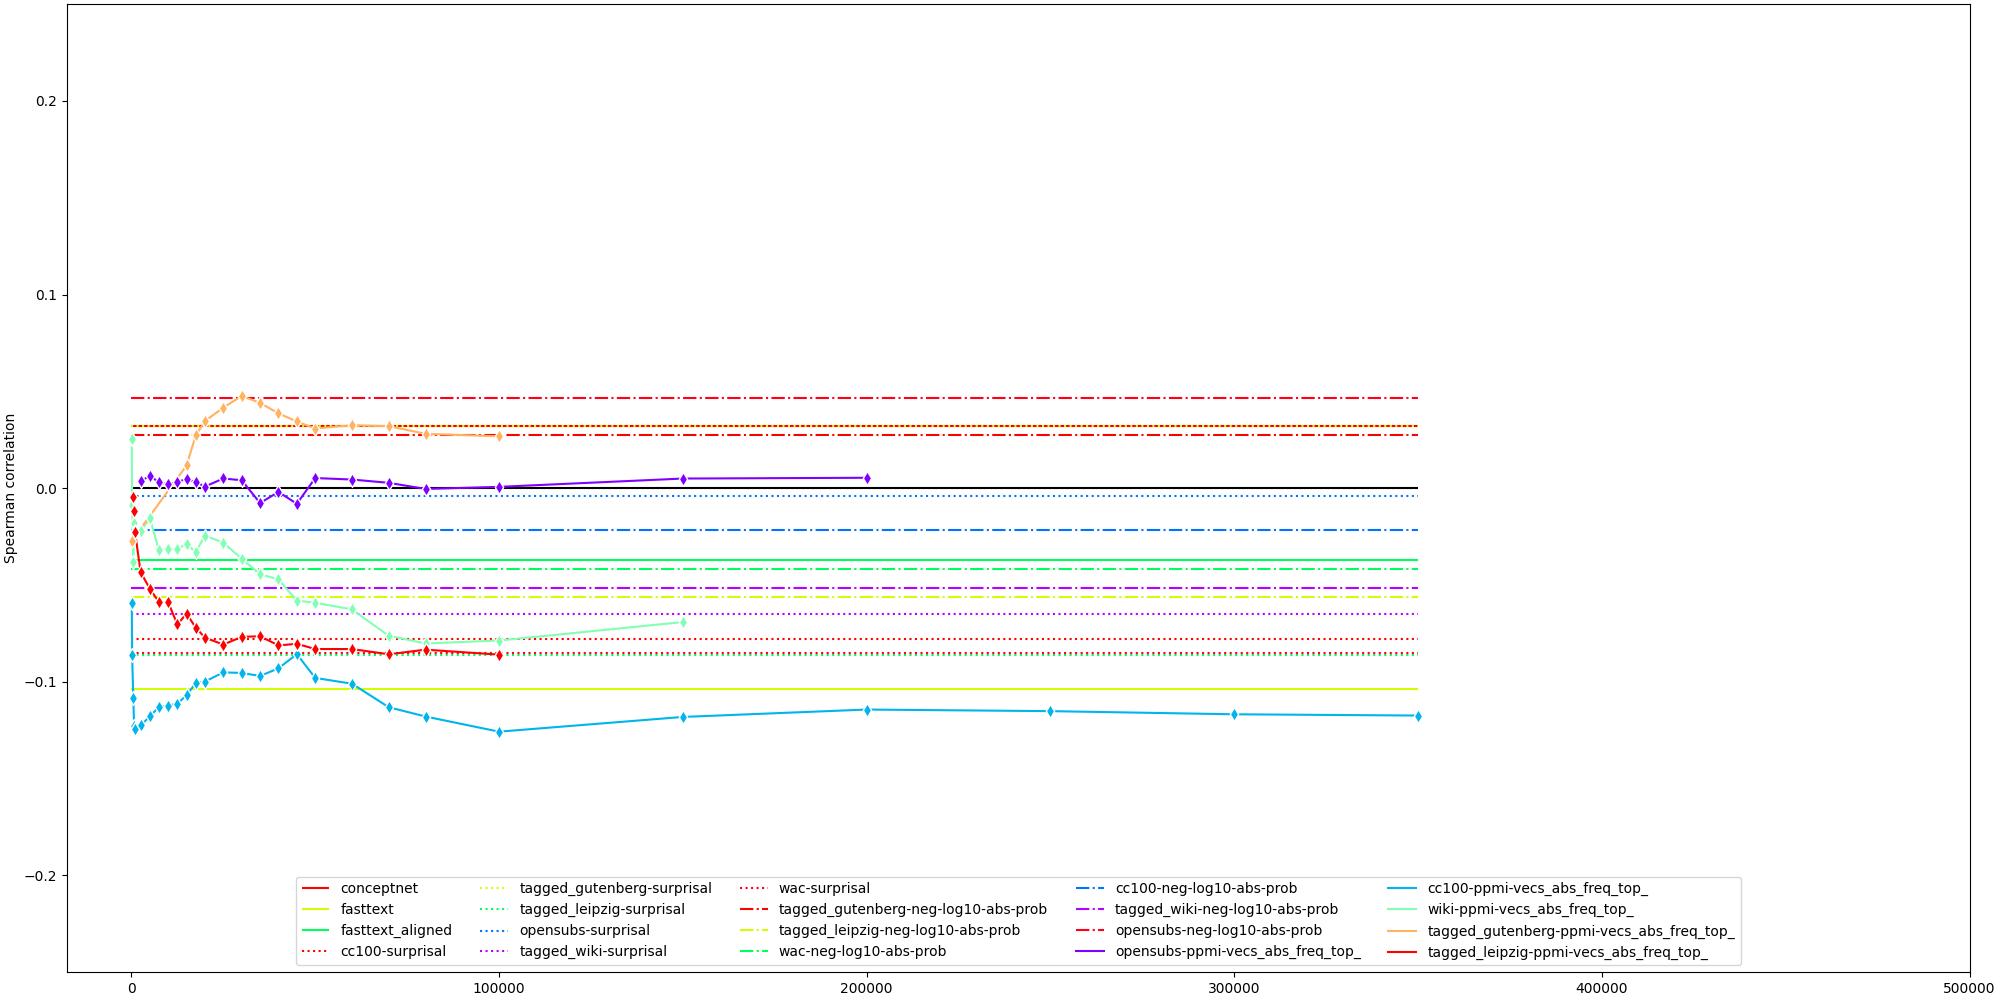 0.2
0.1
0.0
−0.1
−0.2
Spearman correlation
conceptnet
fasttext
fasttext_aligned
cc100-surprisal
tagged_gutenberg-surprisal
tagged_leipzig-surprisal
opensubs-surprisal
tagged_wiki-surprisal
wac-surprisal
tagged_gutenberg-neg-log10-abs-prob
tagged_leipzig-neg-log10-abs-prob
wac-neg-log10-abs-prob
cc100-neg-log10-abs-prob
tagged_wiki-neg-log10-abs-prob
opensubs-neg-log10-abs-prob
opensubs-ppmi-vecs_abs_freq_top_
cc100-ppmi-vecs_abs_freq_top_
wiki-ppmi-vecs_abs_freq_top_
tagged_gutenberg-ppmi-vecs_abs_freq_top_
tagged_leipzig-ppmi-vecs_abs_freq_top_
0 100000 200000 300000 400000 500000